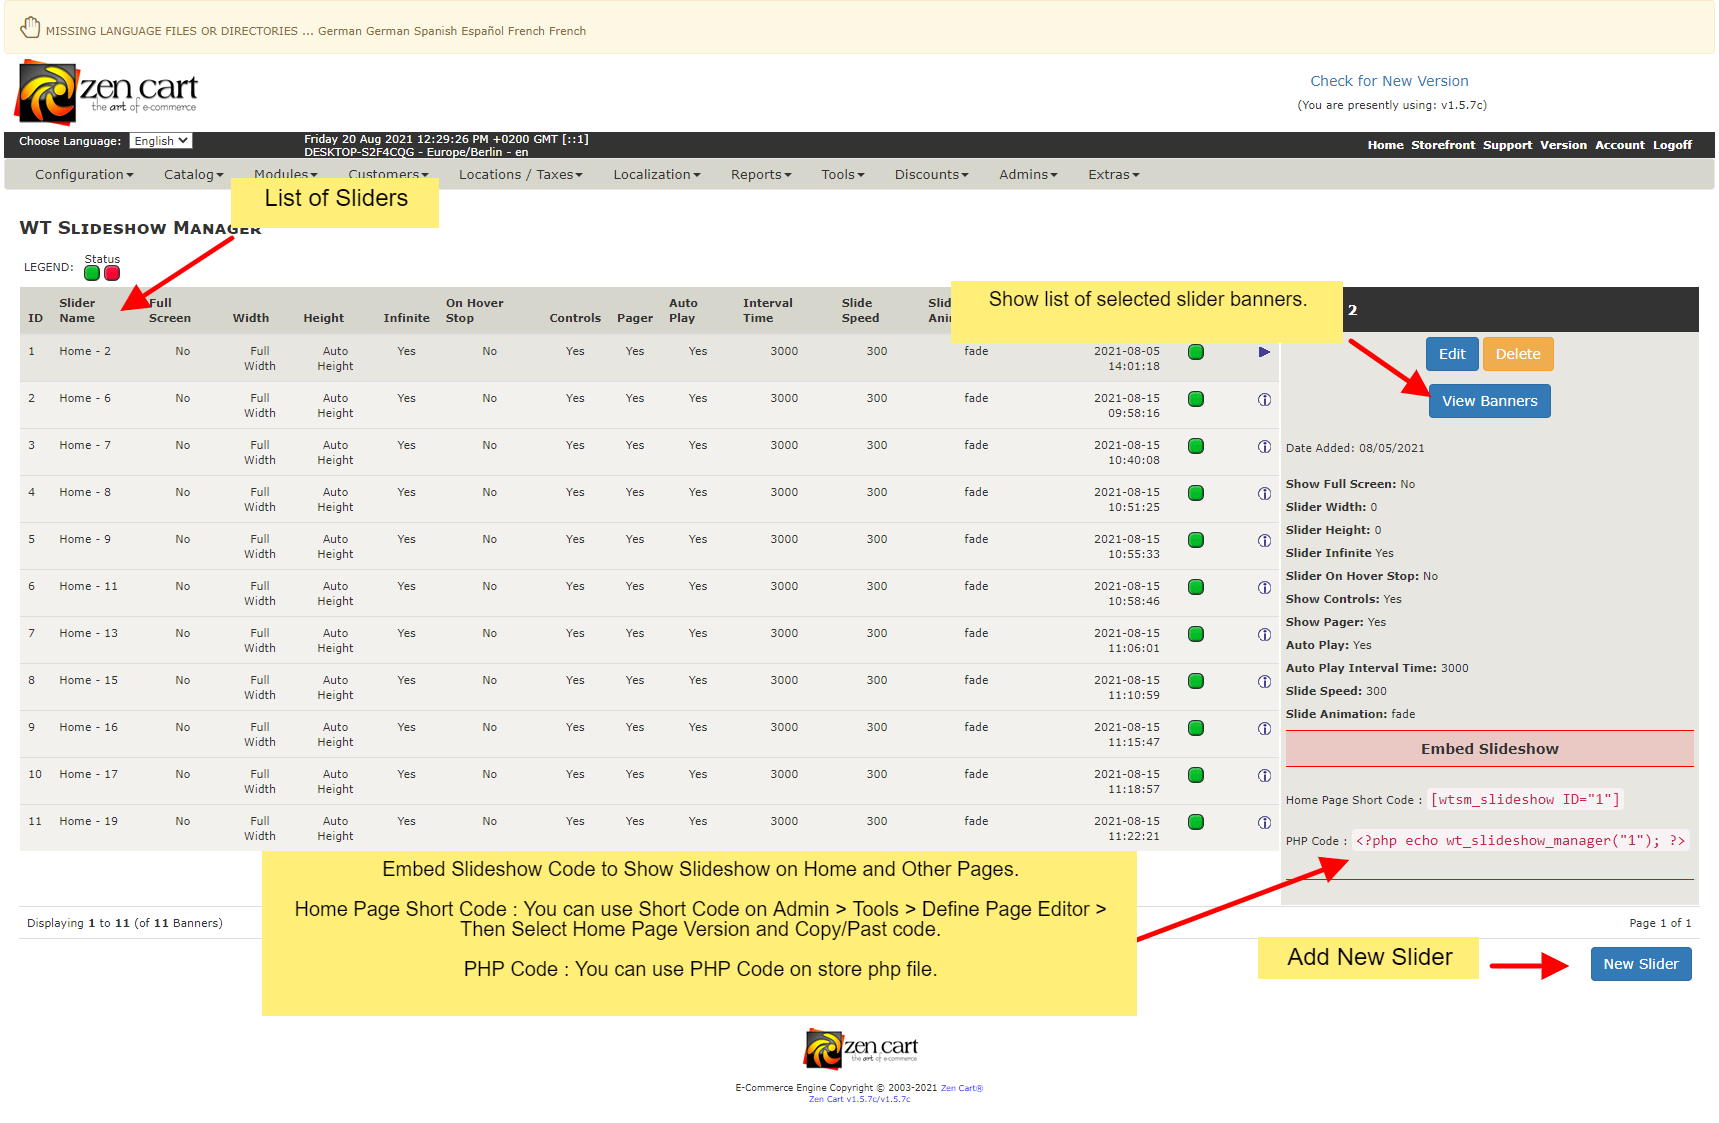 MISSING LANGUAGE FILES OR DIRECTORIES ... German German Spanish Español French French
zen cart
the art of e-commerce
Check for New Version
(You are presently using: v1.5.7c)
Choose Language: English
Friday 20 Aug 2021 12:29:26 PM +0200 GMT [::1]
DESKTOP-S2F4CQG - Europe/Berlin - en
Home Storefront Support Version Account Logoff
Configuration Catalog Modules Customers Locations / Taxes Localization Reports Tools Discounts Admins Extras
List of Sliders
WT Slideshow Manager
LEGEND: Status
ID Slider Name Full Screen Width Height Infinite On Hover Stop Controls Pager Auto Play Interval Time Slide Speed
Show list of selected slider banners.
2
1 Home - 2 No Full Width Auto Height Yes No Yes Yes Yes 3000 300 fade 2021-08-05 14:01:18
2 Home - 6 No Full Width Auto Height Yes No Yes Yes Yes 3000 300 fade 2021-08-15 09:58:16
3 Home - 7 No Full Width Auto Height Yes No Yes Yes Yes 3000 300 fade 2021-08-15 10:40:08
4 Home - 8 No Full Width Auto Height Yes No Yes Yes Yes 3000 300 fade 2021-08-15 10:51:25
5 Home - 9 No Full Width Auto Height Yes No Yes Yes Yes 3000 300 fade 2021-08-15 10:55:33
6 Home - 11 No Full Width Auto Height Yes No Yes Yes Yes 3000 300 fade 2021-08-15 10:58:46
7 Home - 13 No Full Width Auto Height Yes No Yes Yes Yes 3000 300 fade 2021-08-15 11:06:01
8 Home - 15 No Full Width Auto Height Yes No Yes Yes Yes 3000 300 fade 2021-08-15 11:10:59
9 Home - 16 No Full Width Auto Height Yes No Yes Yes Yes 3000 300 fade 2021-08-15 11:15:47
10 Home - 17 No Full Width Auto Height Yes No Yes Yes Yes 3000 300 fade 2021-08-15 11:18:57
11 Home - 19 No Full Width Auto Height Yes No Yes Yes Yes 3000 300 fade 2021-08-15 11:22:21
Edit Delete
View Banners
Date Added: 08/05/2021
Show Full Screen: No
Slider Width: 0
Slider Height: 0
Slider Infinite Yes
Slider On Hover Stop: No
Show Controls: Yes
Show Pager: Yes
Auto Play: Yes
Auto Play Interval Time: 3000
Slide Speed: 300
Slide Animation: fade
Embed Slideshow
Home Page Short Code : [wtsm_slideshow ID="1"]
PHP Code : <?php echo wt_slideshow_manager("1"); ?>
Embed Slideshow Code to Show Slideshow on Home and Other Pages.
Home Page Short Code : You can use Short Code on Admin > Tools > Define Page Editor >
Then Select Home Page Version and Copy/Past code.
PHP Code : You can use PHP Code on store php file.
Displaying 1 to 11 (of 11 Banners)
Page 1 of 1
Add New Slider
New Slider
zen cart
the art of e-commerce
E-Commerce Engine Copyright © 2003-2021 Zen Cart®
Zen Cart v1.5.7c/v1.5.7c